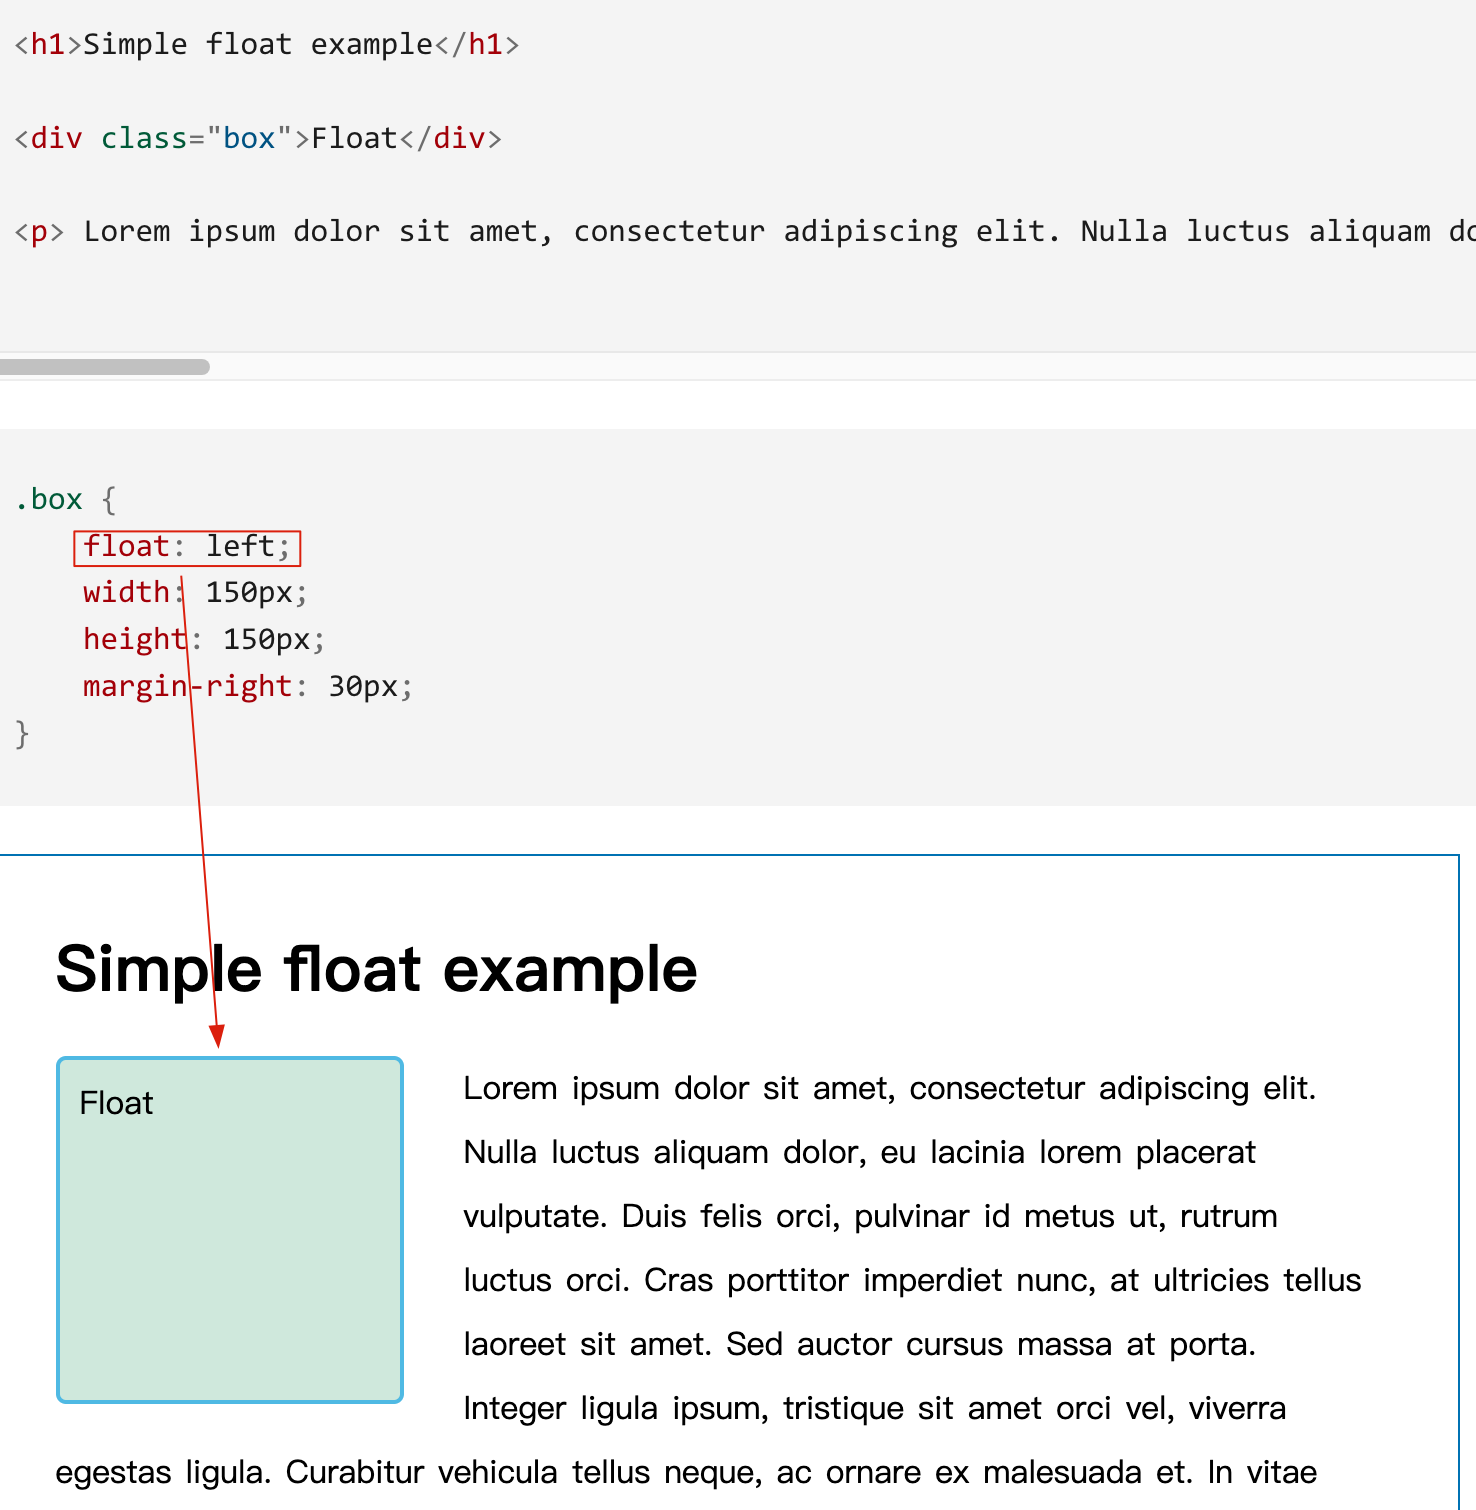 <h1>Simple float example</h1>
<div class="box">Float</div>
<p> Lorem ipsum dolor sit amet, consectetur adipiscing elit. Nulla luctus aliquam do
.box {
    float: left;
    width: 150px;
    height: 150px;
    margin-right: 30px;
}
Simple float example
Float
Lorem ipsum dolor sit amet, consectetur adipiscing elit.
Nulla luctus aliquam dolor, eu lacinia lorem placerat
vulputate. Duis felis orci, pulvinar id metus ut, rutrum
luctus orci. Cras porttitor imperdiet nunc, at ultricies tellus
laoreet sit amet. Sed auctor cursus massa at porta.
Integer ligula ipsum, tristique sit amet orci vel, viverra
egestas ligula. Curabitur vehicula tellus neque, ac ornare ex malesuada et. In vitae